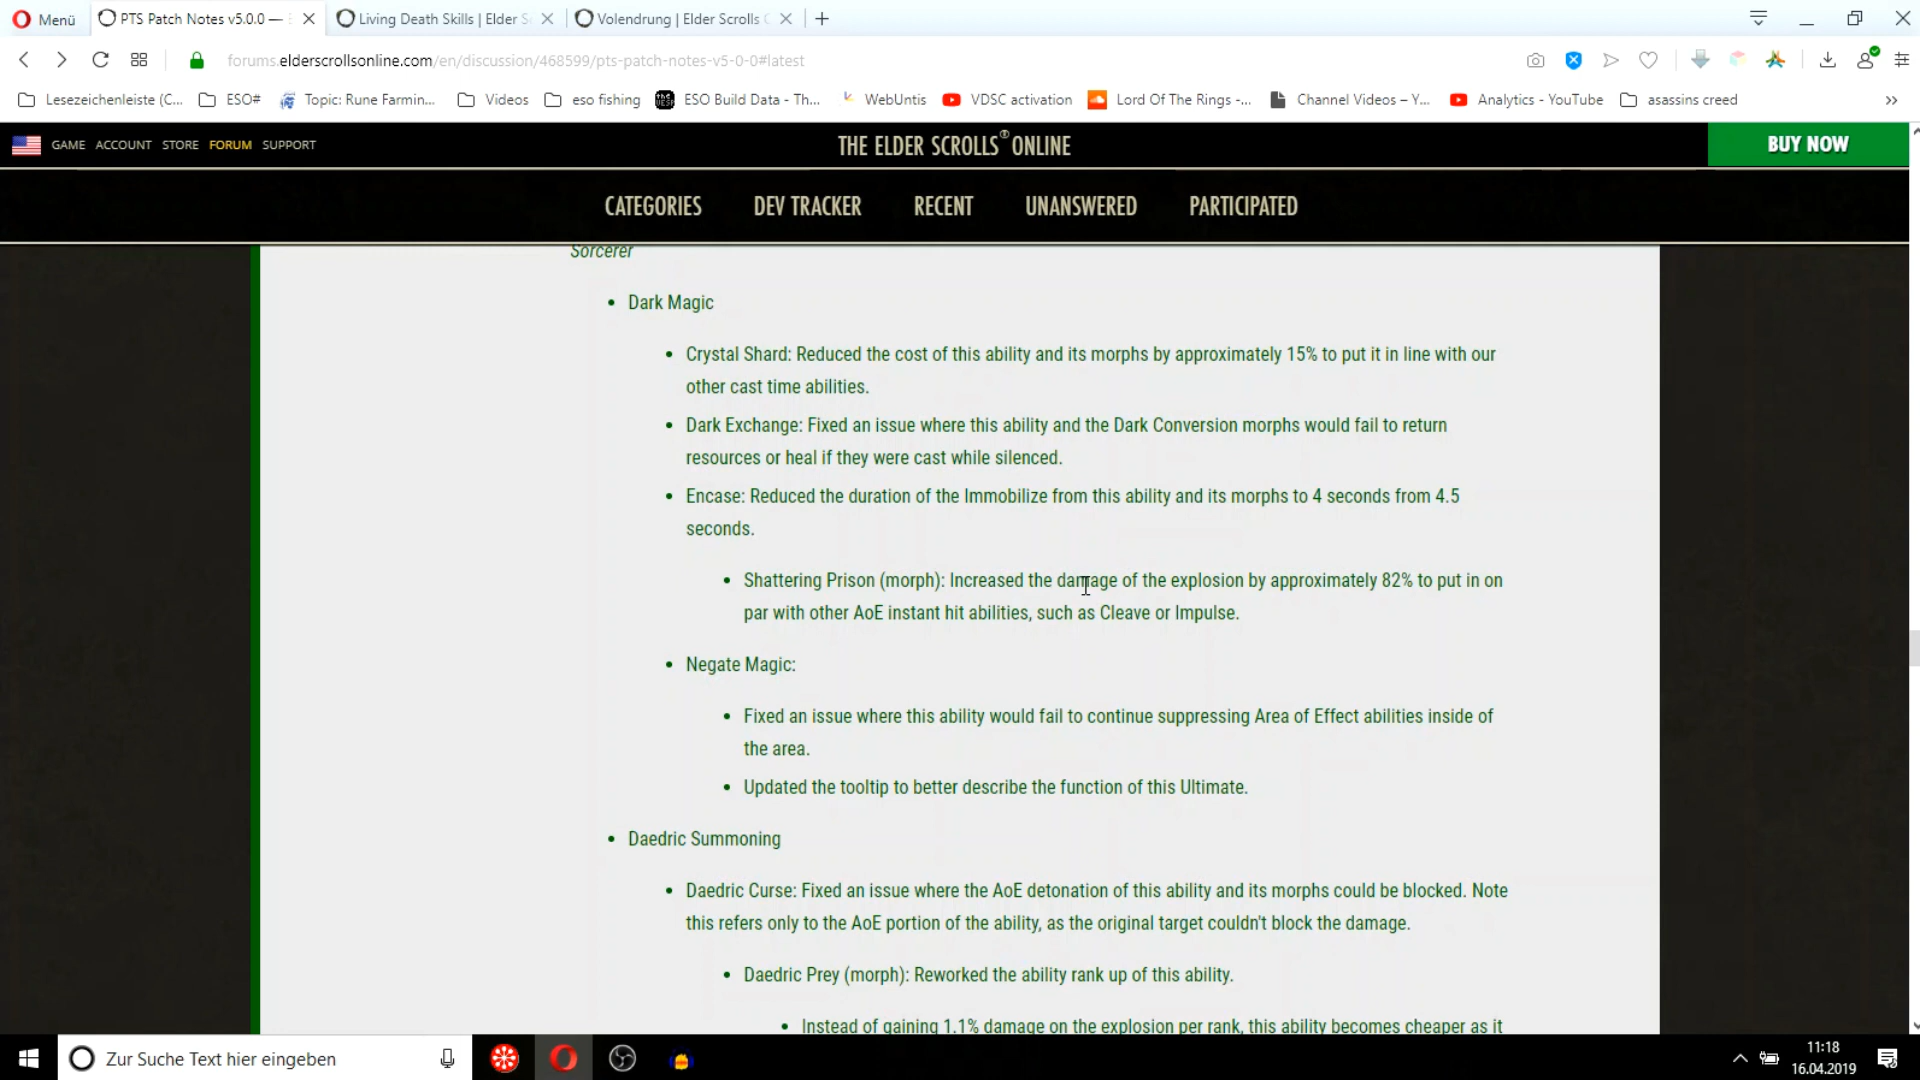 Menü
PTS Patch Notes v5.0.0 —
Living Death Skills | Elder S
Volendrung | Elder Scrolls
forums.elderscrollsonline.com/en/discussion/468599/pts-patch-notes-v5-0-0#latest
Lesezeichenleiste (C...
ESO#
Topic: Rune Farmin...
Videos
eso fishing
ESO Build Data - Th...
WebUntis
VDSC activation
Lord Of The Rings -...
Channel Videos – Y...
Analytics - YouTube
asassins creed
GAME ACCOUNT STORE FORUM SUPPORT
THE ELDER SCROLLS® ONLINE
BUY NOW
CATEGORIES DEV TRACKER RECENT UNANSWERED PARTICIPATED
Sorcerer
• Dark Magic
• Crystal Shard: Reduced the cost of this ability and its morphs by approximately 15% to put it in line with our
other cast time abilities.
• Dark Exchange: Fixed an issue where this ability and the Dark Conversion morphs would fail to return
resources or heal if they were cast while silenced.
• Encase: Reduced the duration of the Immobilize from this ability and its morphs to 4 seconds from 4.5
seconds.
• Shattering Prison (morph): Increased the damage of the explosion by approximately 82% to put in on
par with other AoE instant hit abilities, such as Cleave or Impulse.
• Negate Magic:
• Fixed an issue where this ability would fail to continue suppressing Area of Effect abilities inside of
the area.
• Updated the tooltip to better describe the function of this Ultimate.
• Daedric Summoning
• Daedric Curse: Fixed an issue where the AoE detonation of this ability and its morphs could be blocked. Note
this refers only to the AoE portion of the ability, as the original target couldn't block the damage.
• Daedric Prey (morph): Reworked the ability rank up of this ability.
• Instead of gaining 1.1% damage on the explosion per rank, this ability becomes cheaper as it
Zur Suche Text hier eingeben
11:18
16.04.2019